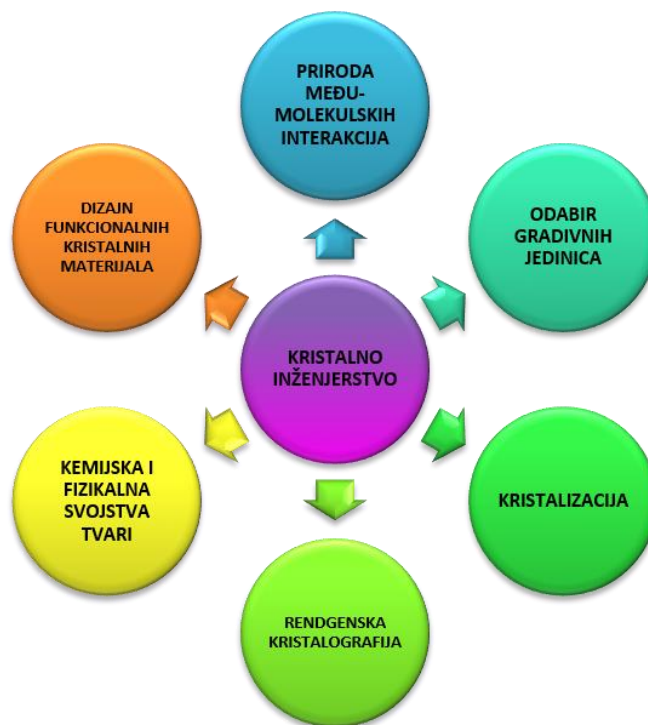 PRIRODA
MEĐU-
MOLEKULSKIH
INTERAKCIJA
DIZAJN
FUNKCIONALNIH
KRISTALNIH
MATERIJALA
ODABIR
GRADIVNIH
JEDINICA
KRISTALNO
INŽENJERSTVO
KEMIJSKA I
FIZIKALNA
SVOJSTVA
TVARI
KRISTALIZACIJA
RENDGENSKA
KRISTALOGRAFIJA